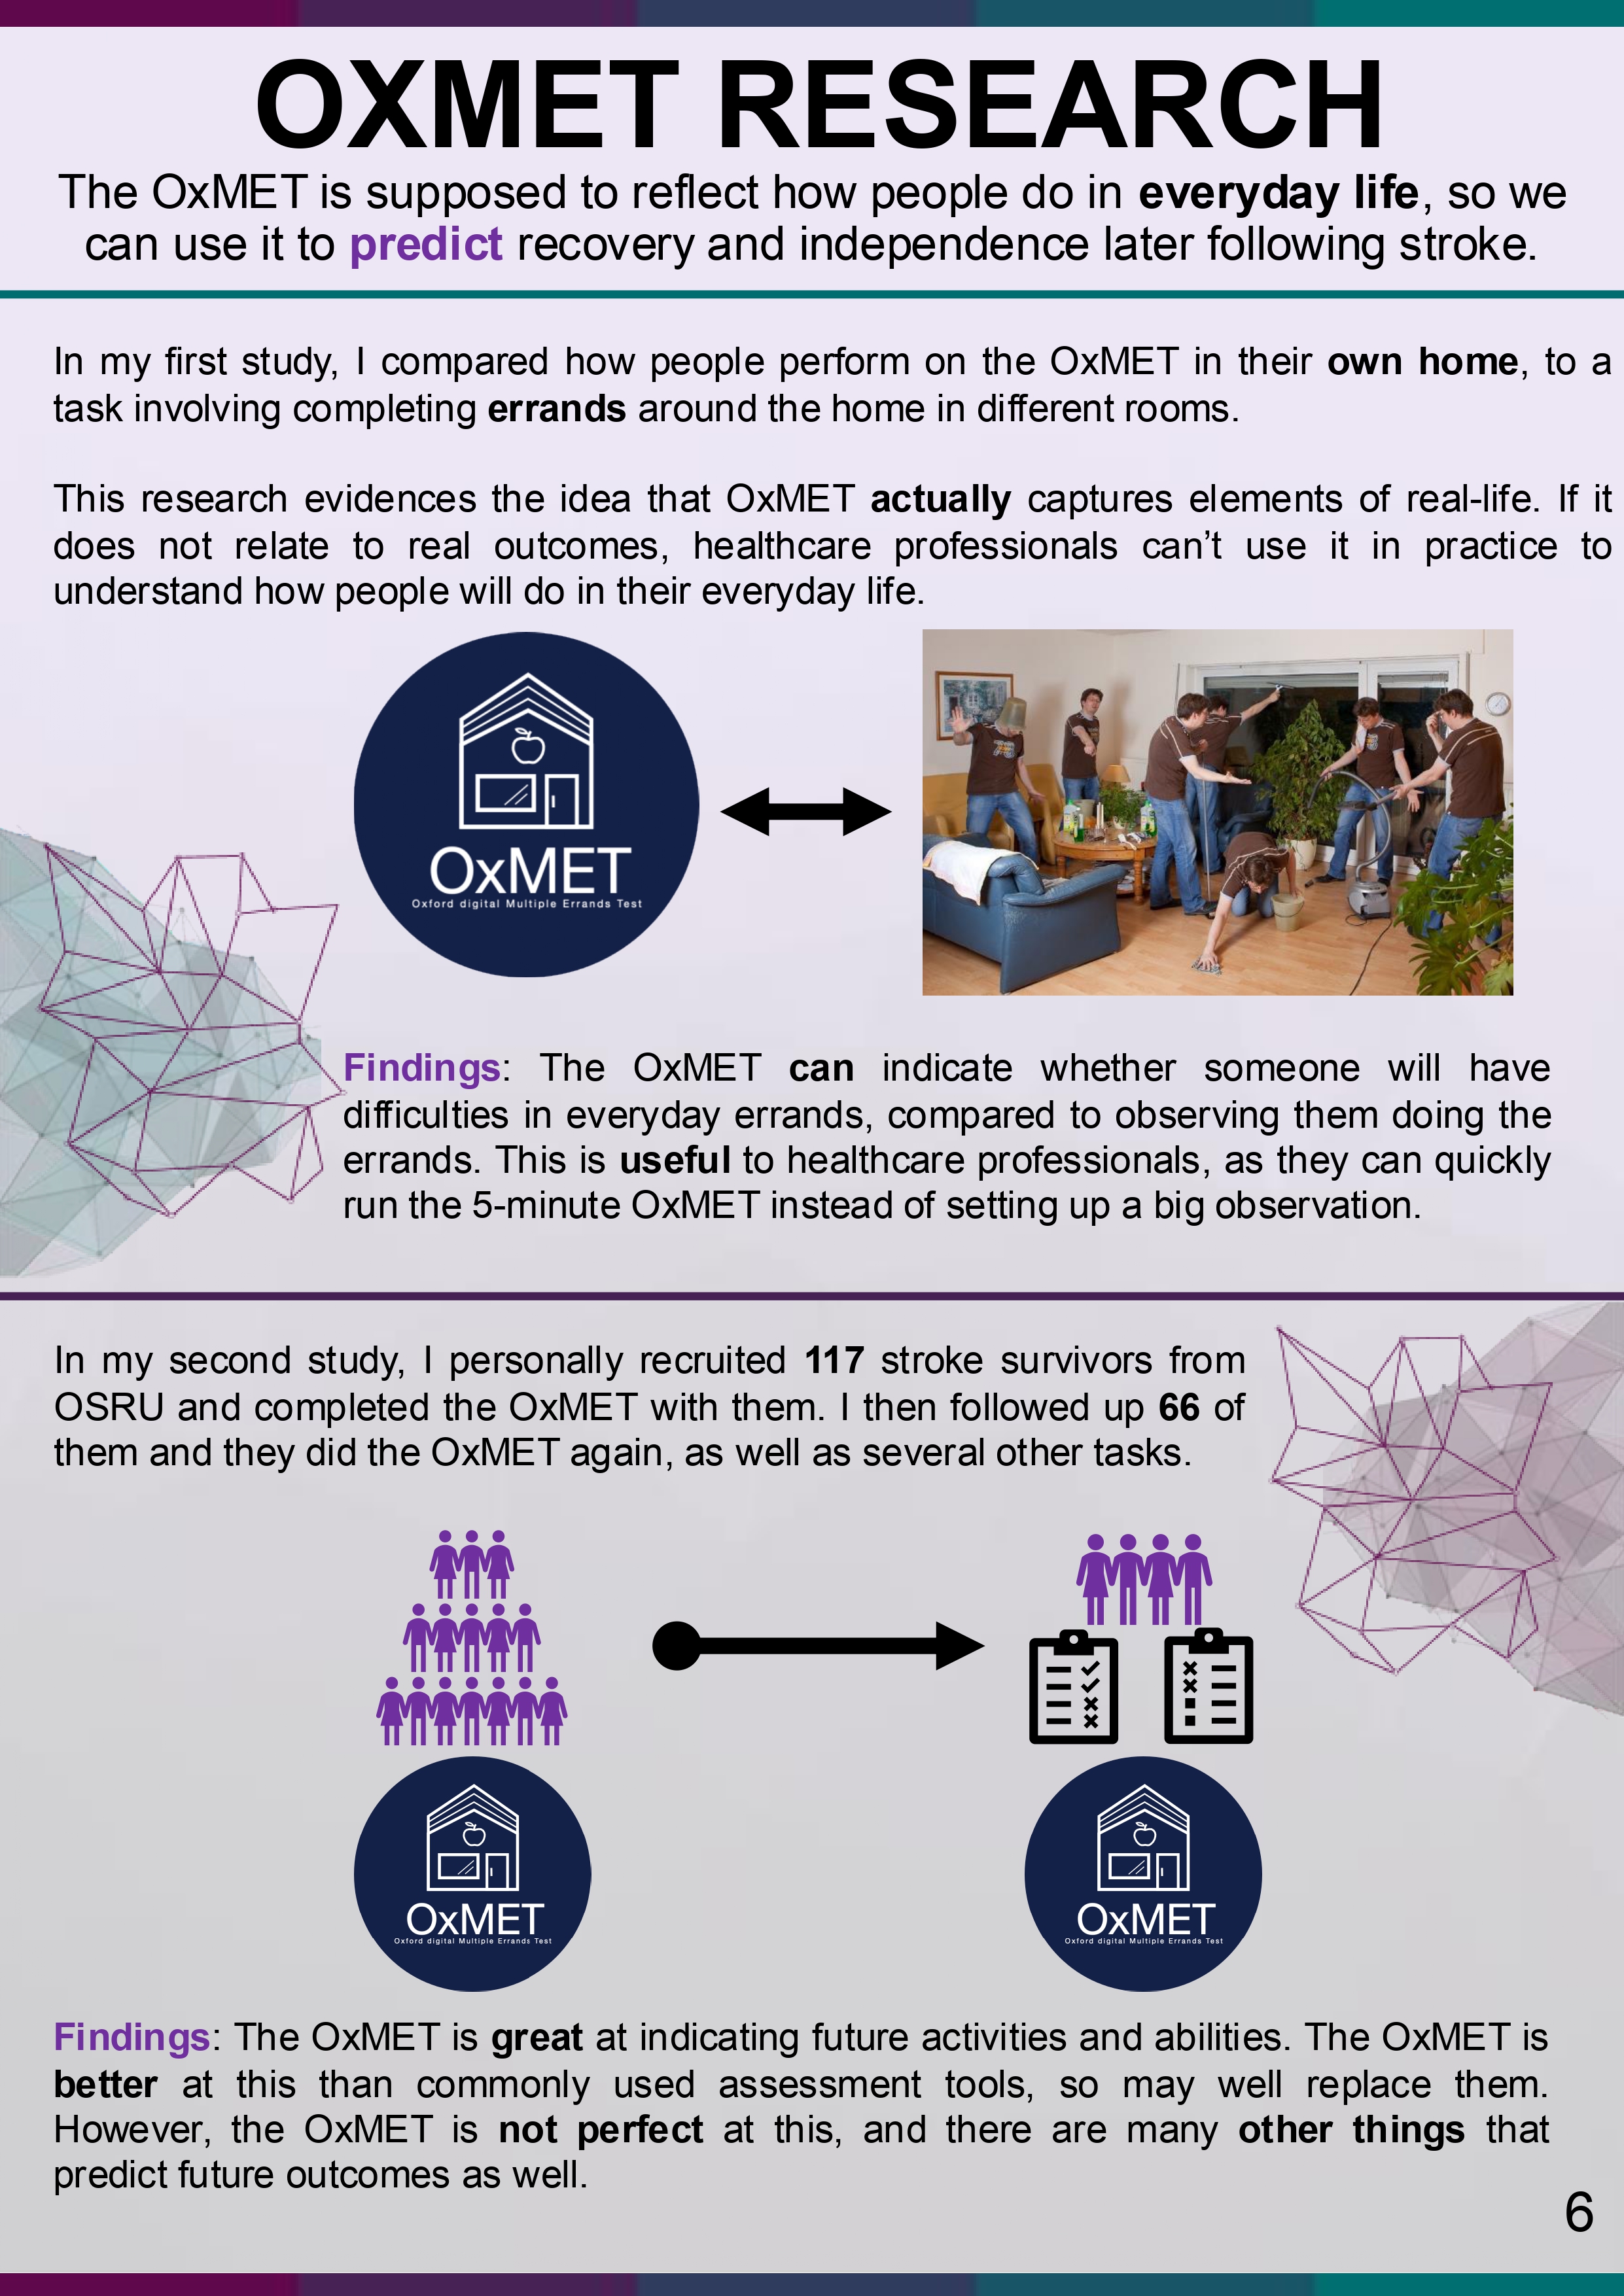 OXMET RESEARCH
The OxMET is supposed to reflect how people do in everyday life, so we
can use it to predict recovery and independence later following stroke.
In my first study, I compared how people perform on the OxMET in their own home, to a
task involving completing errands around the home in different rooms.
This research evidences the idea that OxMET actually captures elements of real-life. If it
does not relate to real outcomes, healthcare professionals can’t use it in practice to
understand how people will do in their everyday life.
OxMET
Oxford digital Multiple Errands Test
Findings: The OxMET can indicate whether someone will have
difficulties in everyday errands, compared to observing them doing the
errands. This is useful to healthcare professionals, as they can quickly
run the 5-minute OxMET instead of setting up a big observation.
In my second study, I personally recruited 117 stroke survivors from
OSRU and completed the OxMET with them. I then followed up 66 of
them and they did the OxMET again, as well as several other tasks.
OxMET
Oxford digital Multiple Errands Test
OxMET
Oxford digital Multiple Errands Test
Findings: The OxMET is great at indicating future activities and abilities. The OxMET is
better at this than commonly used assessment tools, so may well replace them.
However, the OxMET is not perfect at this, and there are many other things that
predict future outcomes as well.
6